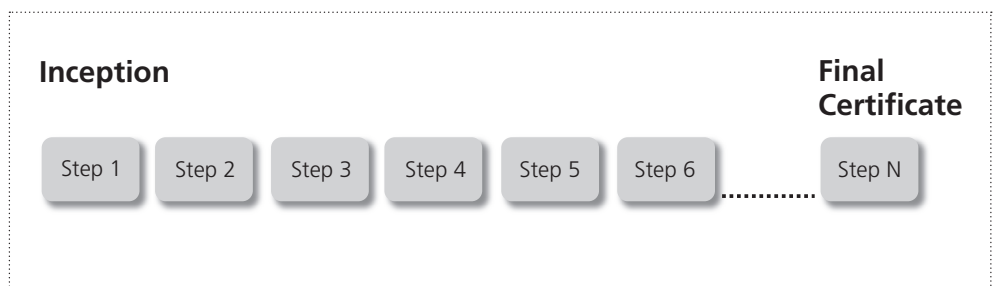 Inception
Final
Certificate
Step 1
Step 2
Step 3
Step 4
Step 5
Step 6
Step N